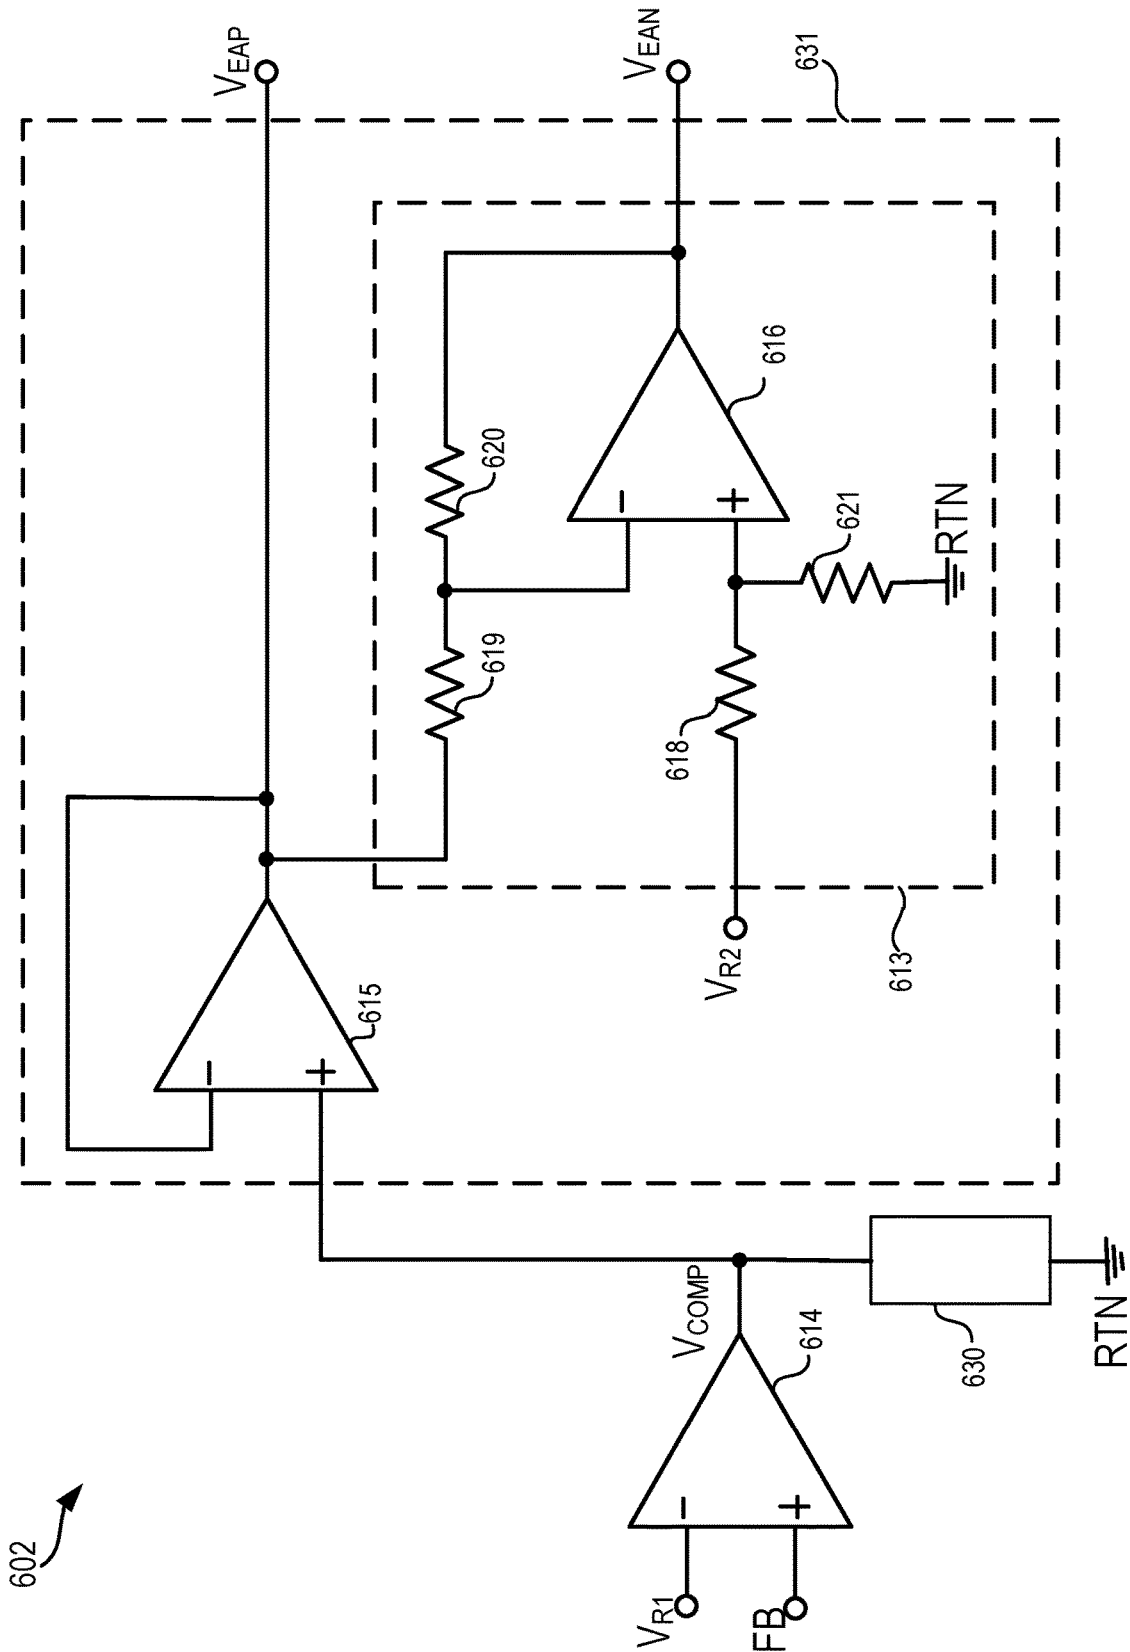 602
V_R1
FB
614
V_COMP
630
RTN
615
V_R2
613
618
619
620
621
RTN
616
631
V_EAP
V_EAN
−
+
−
+
−
+